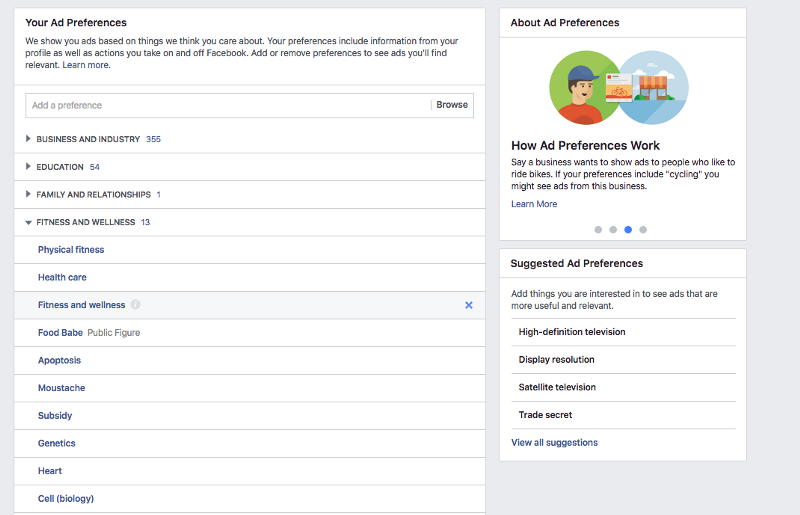 Your Ad Preferences
We show you ads based on things we think you care about. Your preferences include information from your
profile as well as actions you take on and off Facebook. Add or remove preferences to see ads you'll find
relevant. Learn more.
Add a preference
Browse
BUSINESS AND INDUSTRY 355
EDUCATION 54
FAMILY AND RELATIONSHIPS 1
FITNESS AND WELLNESS 13
Physical fitness
Health care
Fitness and wellness
Food Babe Public Figure
Apoptosis
Moustache
Subsidy
Genetics
Heart
Cell (biology)
About Ad Preferences
How Ad Preferences Work
Say a business wants to show ads to people who like to
ride bikes. If your preferences include "cycling" you
might see ads from this business.
Learn More
Suggested Ad Preferences
Add things you are interested in to see ads that are
more useful and relevant.
High-definition television
Display resolution
Satellite television
Trade secret
View all suggestions